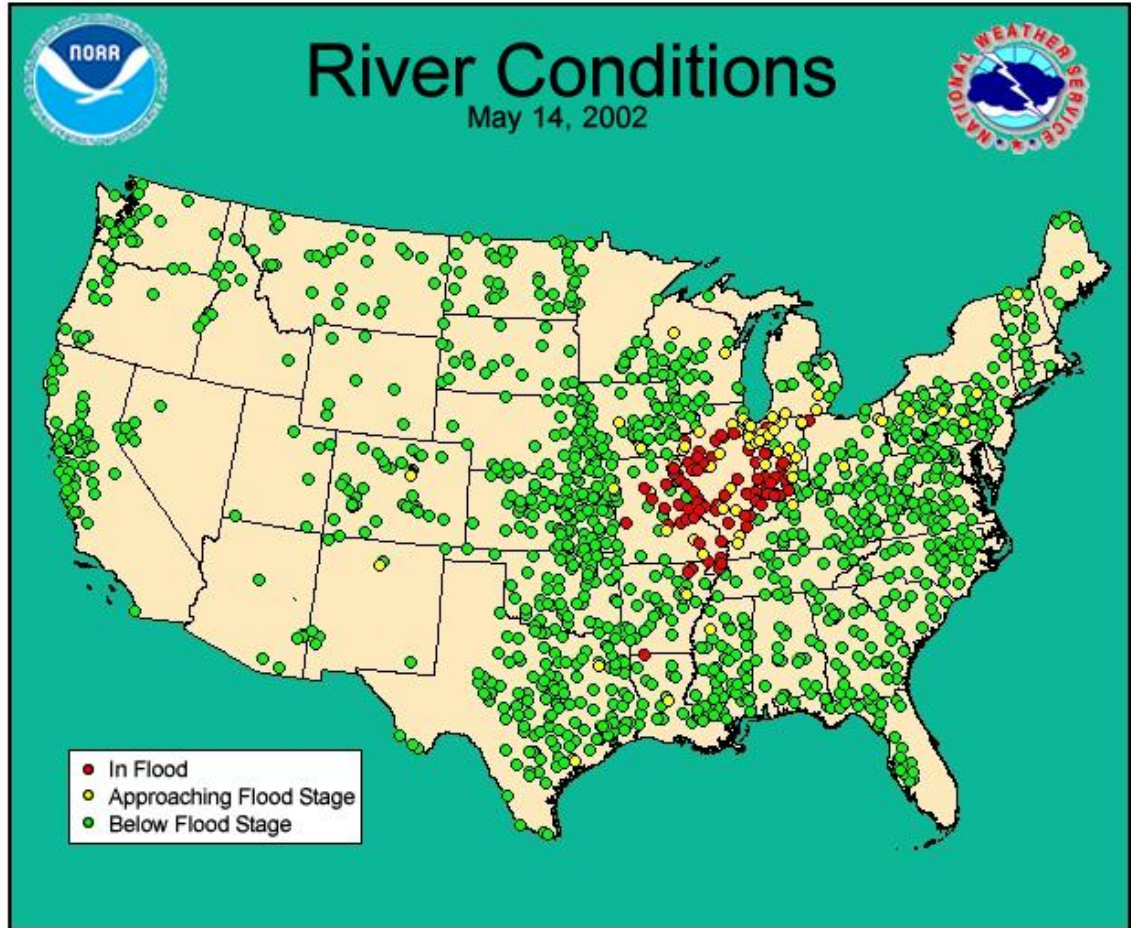 NOAA
River Conditions
May 14, 2002
NATIONAL WEATHER SERVICE
In Flood
Approaching Flood Stage
Below Flood Stage